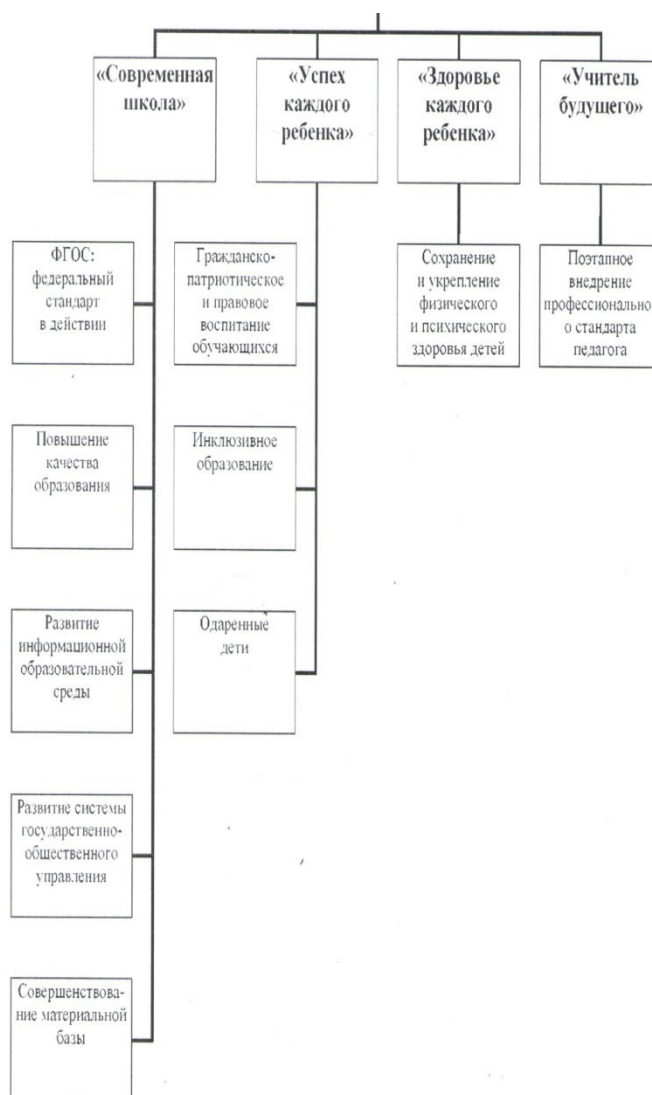 «Современная
школа»
«Успех
каждого
ребенка»
«Здоровье
каждого
ребенка»
«Учитель
будущего»
ФГОС:
федеральный
стандарт
в действии
Гражданско-
патриотическое
и правовое
воспитание
обучающихся
Сохранение
и укрепление
физического
и психического
здоровья детей
Поэтапное
внедрение
профессионально
о стандарта
педагога
Повышение
качества
образования
Инклюзивное
образование
Развитие
информационной
образовательной
среды
Одаренные
дети
Развитие системы
государственно-
общественного
управления
Совершенствова-
ние материальной
базы